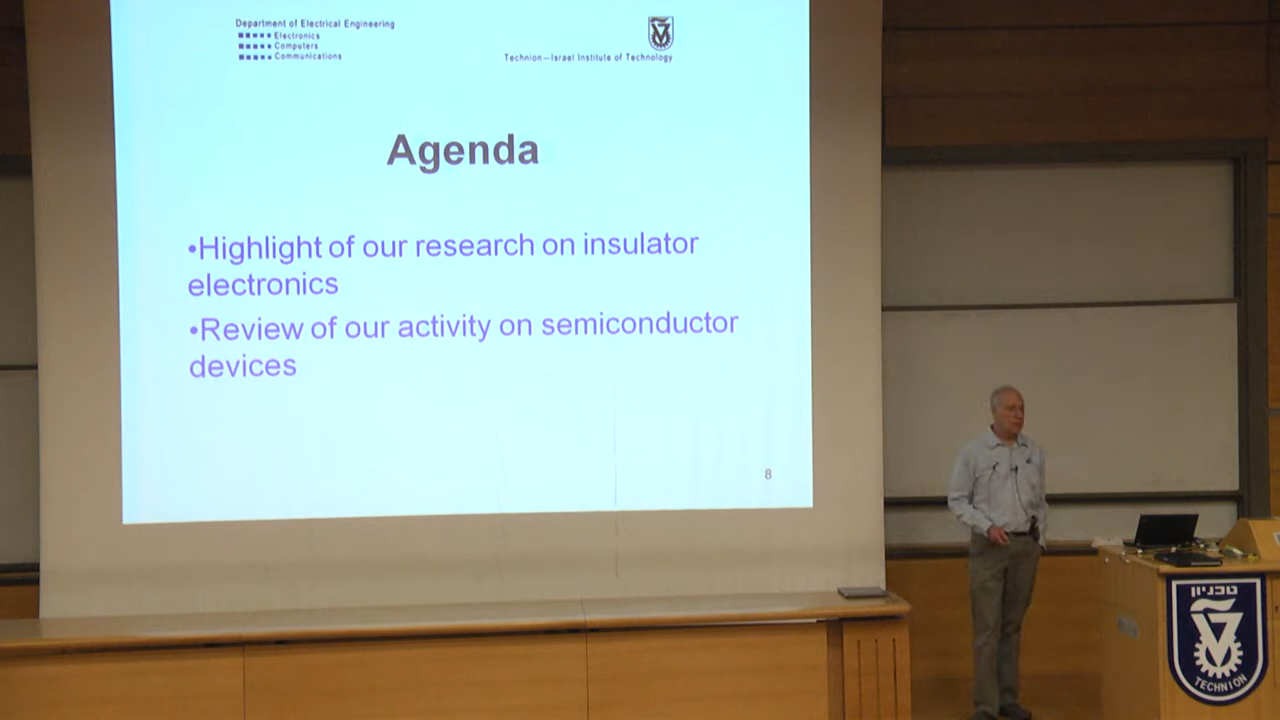 Department of Electrical Engineering
Electronics
Computers
Communications
Technion—Israel Institute of Technology
Agenda
•Highlight of our research on insulator
electronics
•Review of our activity on semiconductor
devices
8
טכניון
TECHNION